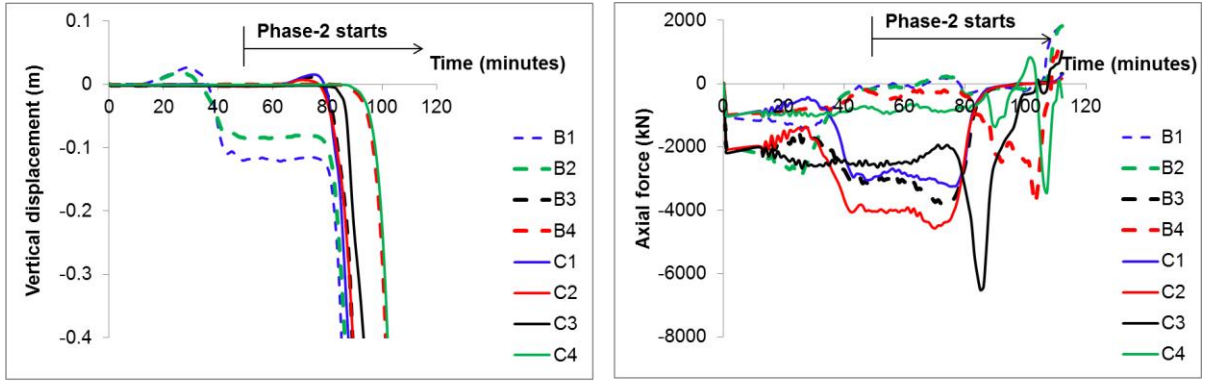 0.1
0
-0.1
-0.2
-0.3
-0.4
Vertical displacement (m)
Phase-2 starts
Time (minutes)
0 20 40 60 80 100 120
B1
B2
B3
B4
C1
C2
C3
C4
2000
0
-2000
-4000
-6000
-8000
Axial force (kN)
Phase-2 starts
Time (minutes)
0 20 40 60 80 100 120
B1
B2
B3
B4
C1
C2
C3
C4